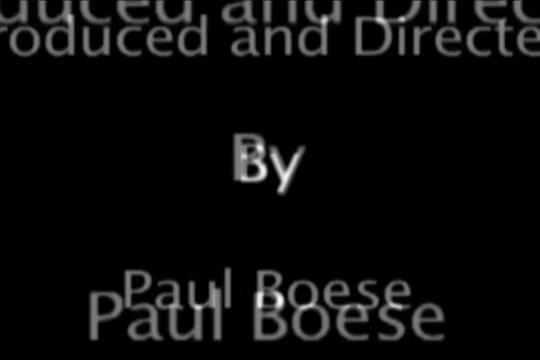 duced and Direc
roduced and Directe
By
Paul Boese
Paul Boese